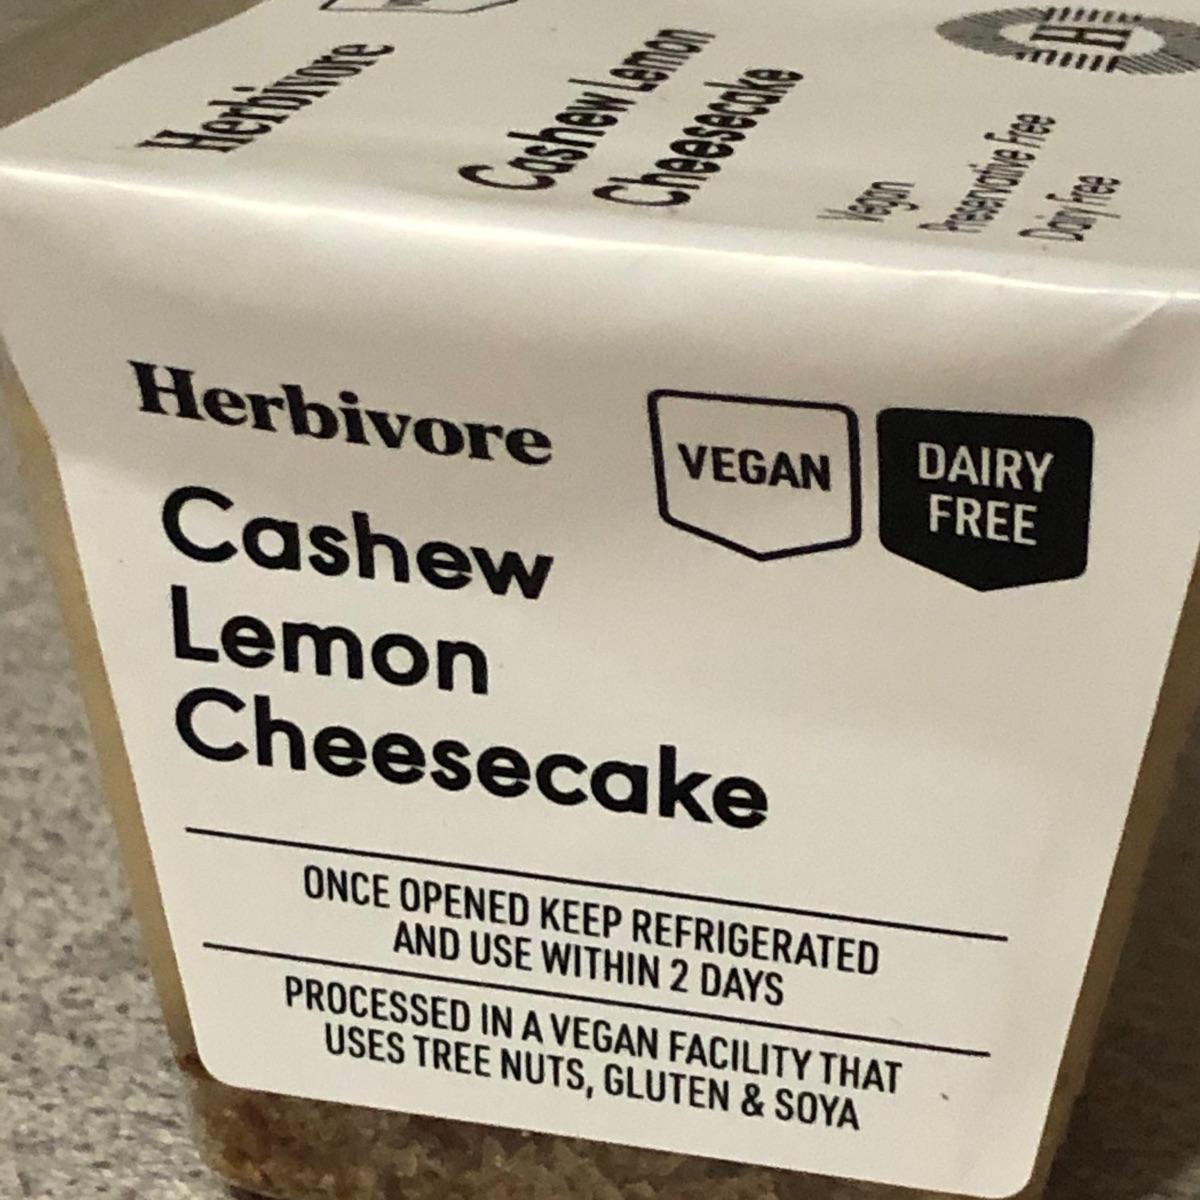 Herbivore
Cashew Lemon
Cheesecake
Vegan
Preservative Free
Dairy Free
H
Herbivore
VEGAN
DAIRY
FREE
Cashew
Lemon
Cheesecake
ONCE OPENED KEEP REFRIGERATED
AND USE WITHIN 2 DAYS
PROCESSED IN A VEGAN FACILITY THAT
USES TREE NUTS, GLUTEN & SOYA